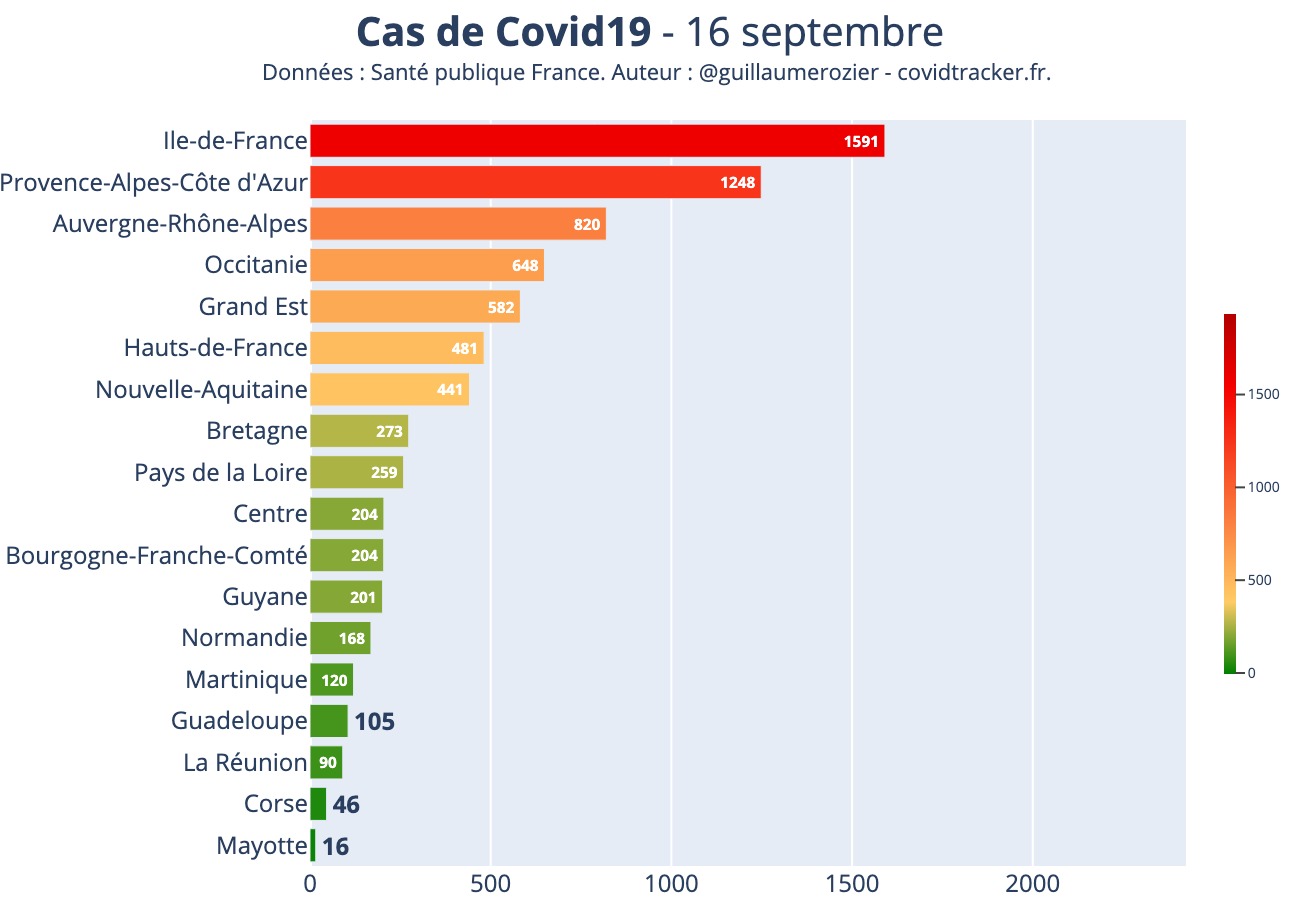 Cas de Covid19 - 16 septembre
Données : Santé publique France. Auteur : @guillaumerozier - covidtracker.fr.
Ile-de-France 1591
Provence-Alpes-Côte d'Azur 1248
Auvergne-Rhône-Alpes 820
Occitanie 648
Grand Est 582
Hauts-de-France 481
Nouvelle-Aquitaine 441
Bretagne 273
Pays de la Loire 259
Centre 204
Bourgogne-Franche-Comté 204
Guyane 201
Normandie 168
Martinique 120
Guadeloupe 105
La Réunion 90
Corse 46
Mayotte 16
0 500 1000 1500 2000
1500
1000
500
0